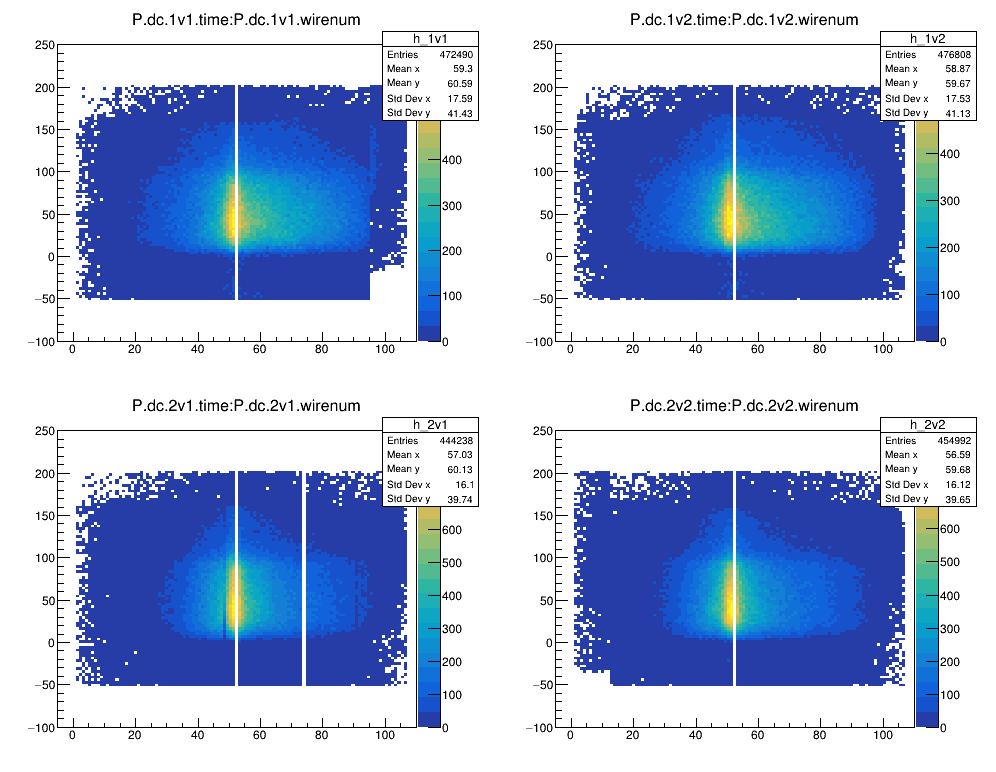 P.dc.1v1.time:P.dc.1v1.wirenum
h_1v1
Entries 472490
Mean x 59.3
Mean y 60.59
Std Dev x 17.59
Std Dev y 41.43
250
200
150
100
50
0
−50
−100
0 20 40 60 80 100
400
300
200
100
0
P.dc.1v2.time:P.dc.1v2.wirenum
h_1v2
Entries 476808
Mean x 58.87
Mean y 59.67
Std Dev x 17.53
Std Dev y 41.13
250
200
150
100
50
0
−50
−100
0 20 40 60 80 100
400
300
200
100
0
P.dc.2v1.time:P.dc.2v1.wirenum
h_2v1
Entries 444238
Mean x 57.03
Mean y 60.13
Std Dev x 16.1
Std Dev y 39.74
250
200
150
100
50
0
−50
−100
0 20 40 60 80 100
600
500
400
300
200
100
0
P.dc.2v2.time:P.dc.2v2.wirenum
h_2v2
Entries 454992
Mean x 56.59
Mean y 59.68
Std Dev x 16.12
Std Dev y 39.65
250
200
150
100
50
0
−50
−100
0 20 40 60 80 100
600
500
400
300
200
100
0